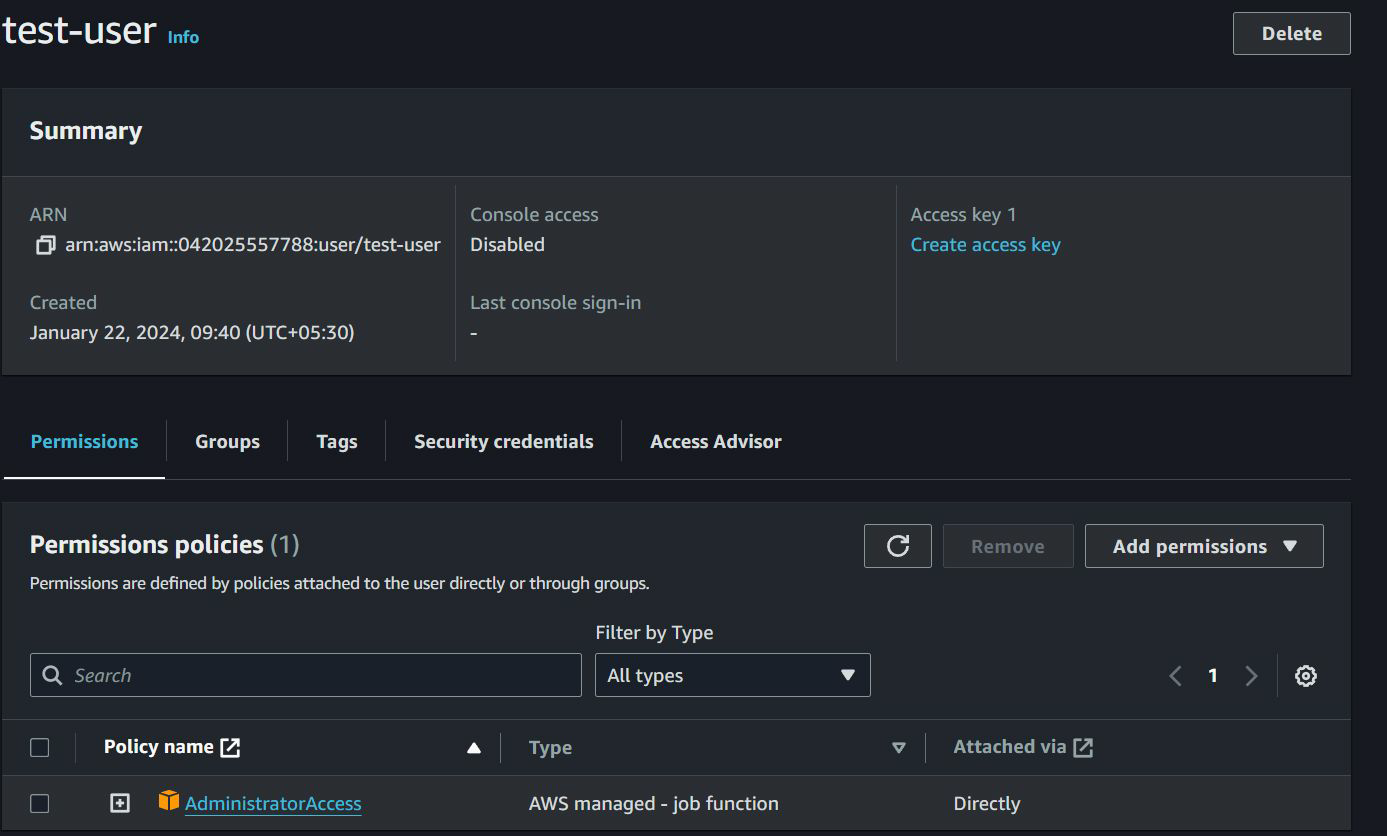 test-user Info
Delete
Summary
ARN
arn:aws:iam::042025557788:user/test-user
Console access
Disabled
Access key 1
Create access key
Created
January 22, 2024, 09:40 (UTC+05:30)
Last console sign-in
-
Permissions Groups Tags Security credentials Access Advisor
Permissions policies (1)
Remove
Add permissions
Permissions are defined by policies attached to the user directly or through groups.
Filter by Type
Search
All types
1
Policy name Type Attached via
AdministratorAccess AWS managed - job function Directly